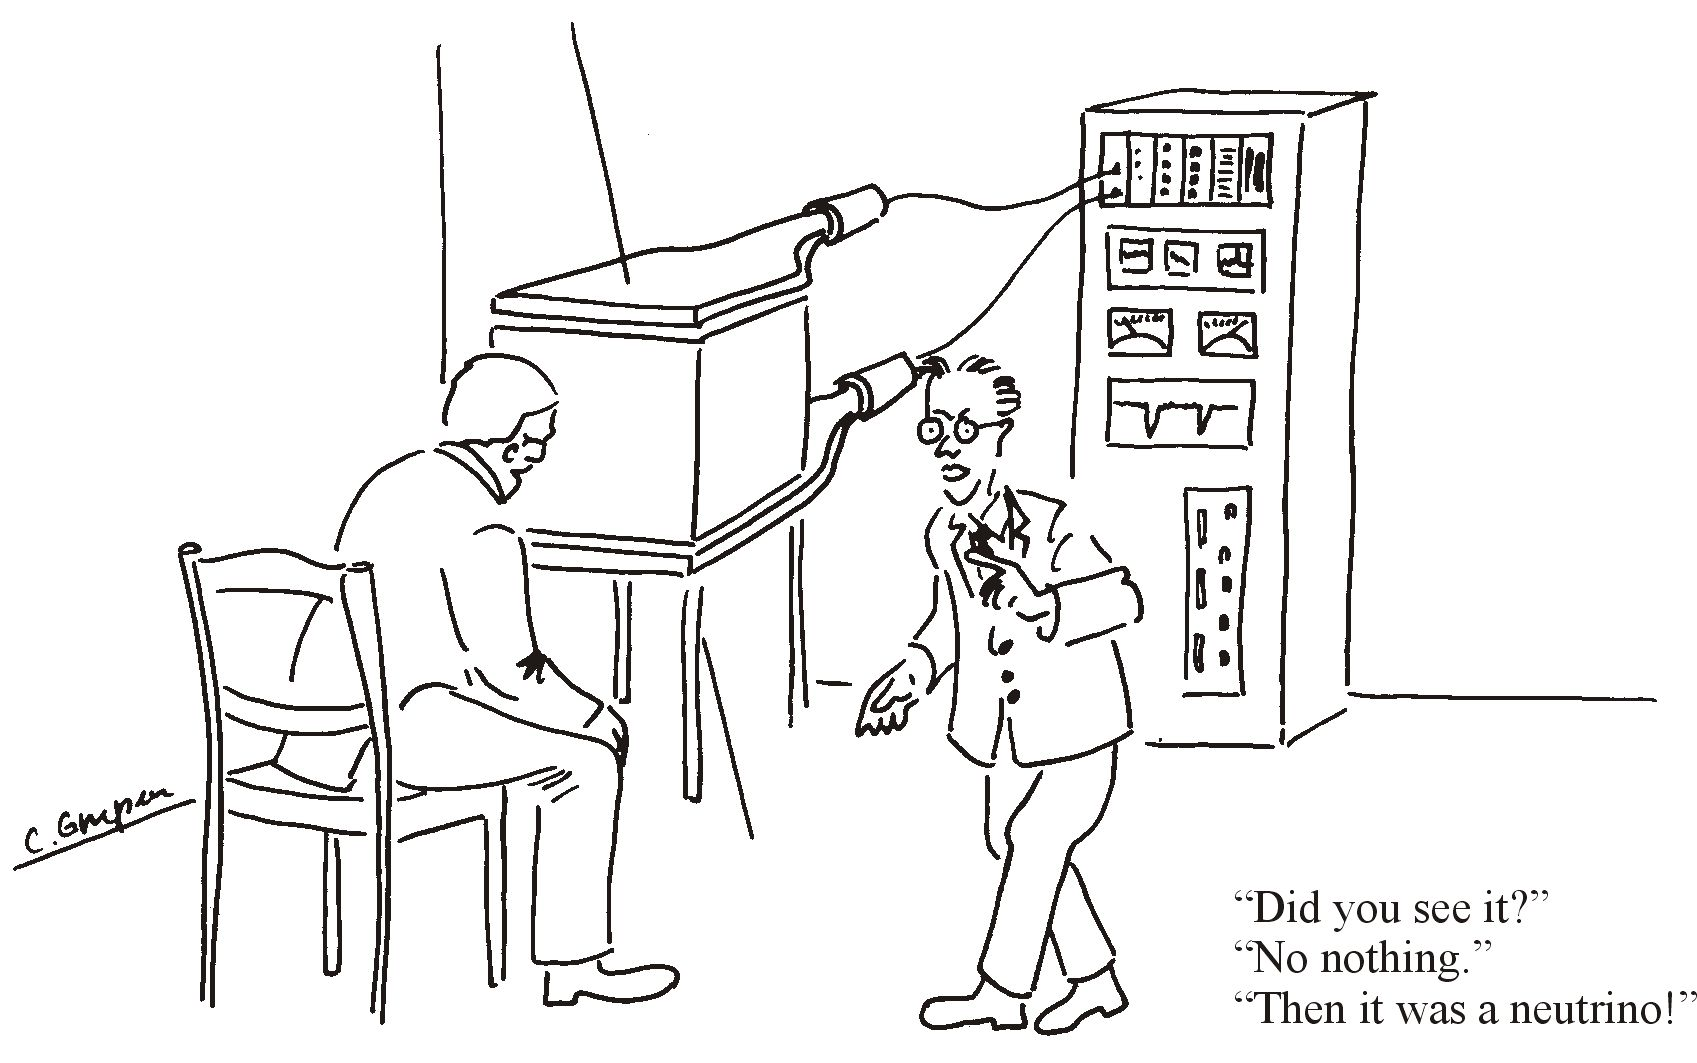 C. Grupen
“Did you see it?”
“No nothing.”
“Then it was a neutrino!”